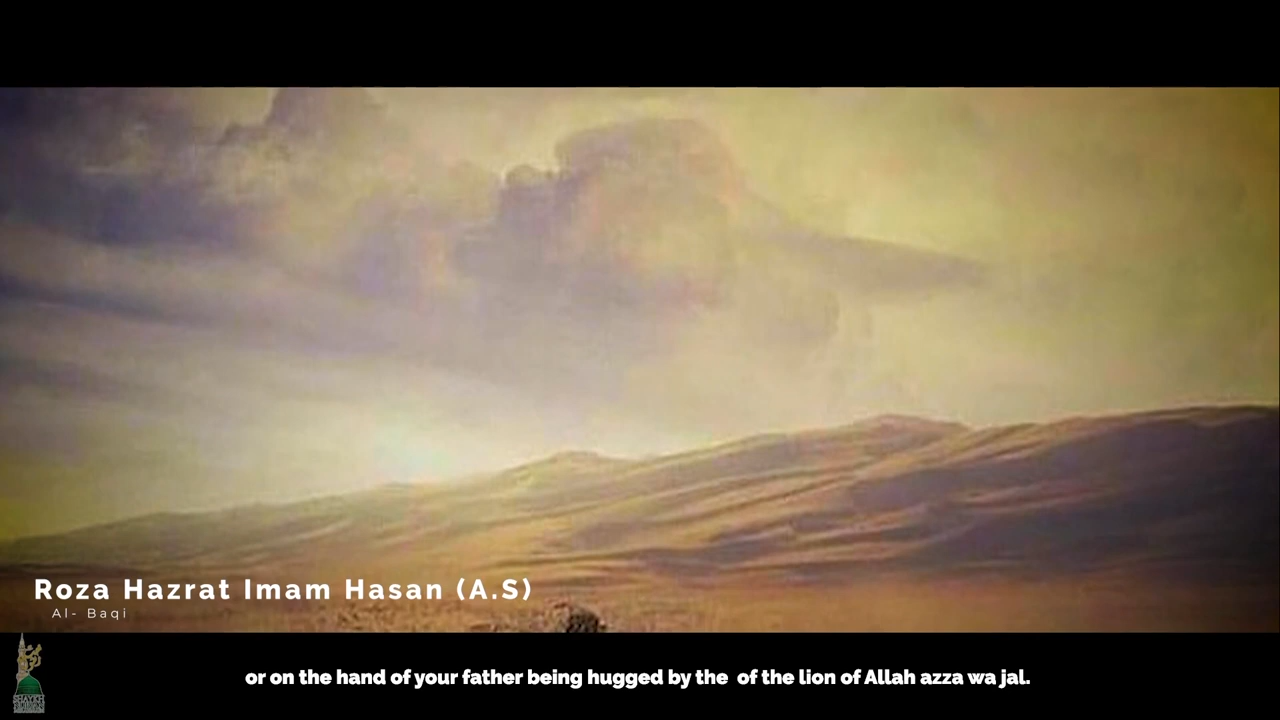 Roza Hazrat Imam Hasan (A.S)
Al- Baqi
or on the hand of your father being hugged by the  of the lion of Allah azza wa jal.
SHAYKH